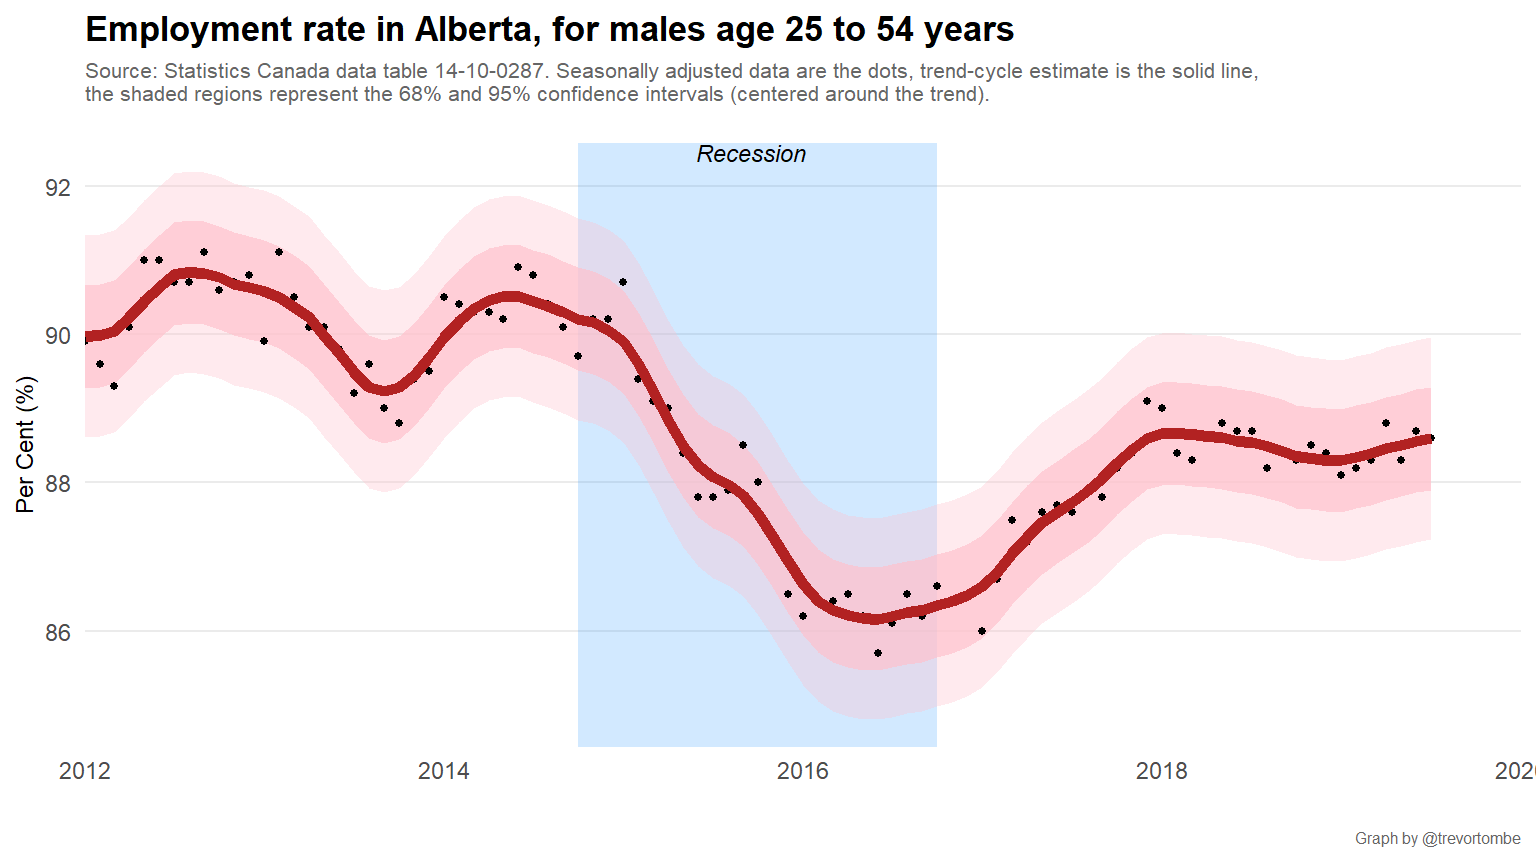 Employment rate in Alberta, for males age 25 to 54 years
Source: Statistics Canada data table 14-10-0287. Seasonally adjusted data are the dots, trend-cycle estimate is the solid line,
the shaded regions represent the 68% and 95% confidence intervals (centered around the trend).
Recession
92
90
88
86
Per Cent (%)
2012 2014 2016 2018 202
Graph by @trevortombe